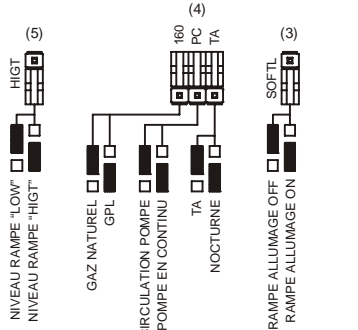 (4)
(5)
(3)
HIGT
160
PC
TA
SOFTL
NIVEAU RAMPE "LOW"
NIVEAU RAMPE "HIGT"
GAZ NATUREL
GPL
IRCULATION POMPE
POMPE EN CONTINU
TA
NOCTURNE
RAMPE ALLUMAGE OFF
RAMPE ALLUMAGE ON